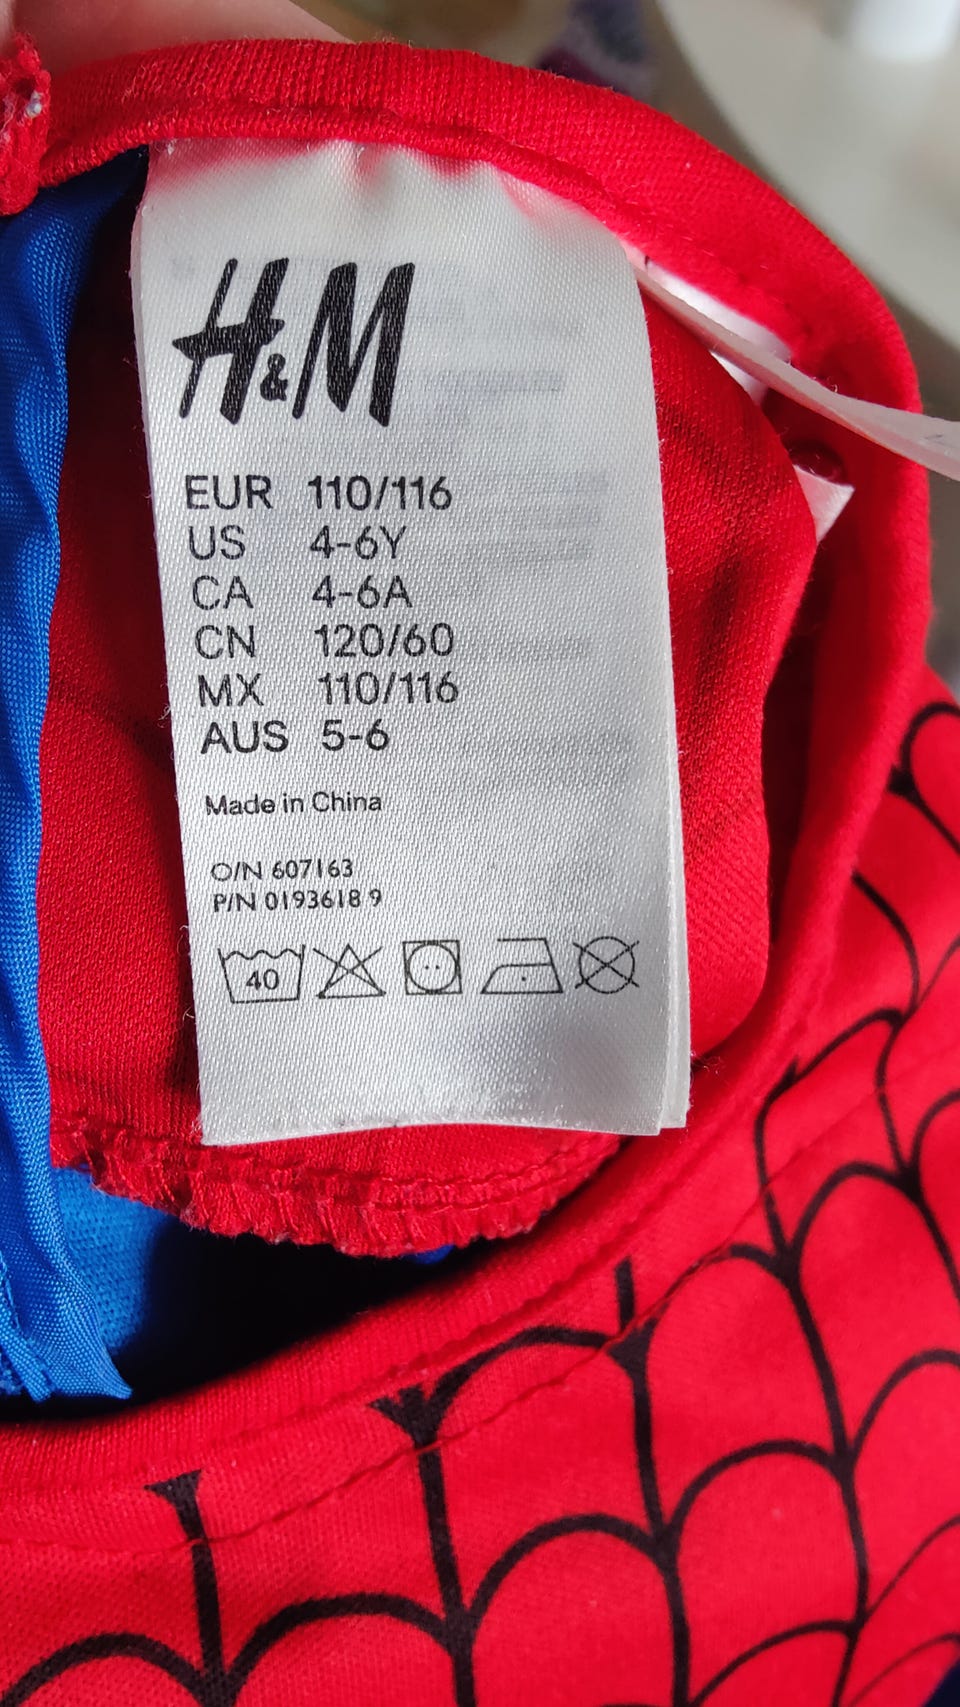 H&M
EUR 110/116
US 4-6Y
CA 4-6A
CN 120/60
MX 110/116
AUS 5-6
Made in China
O/N 607163
P/N 0193618 9
40